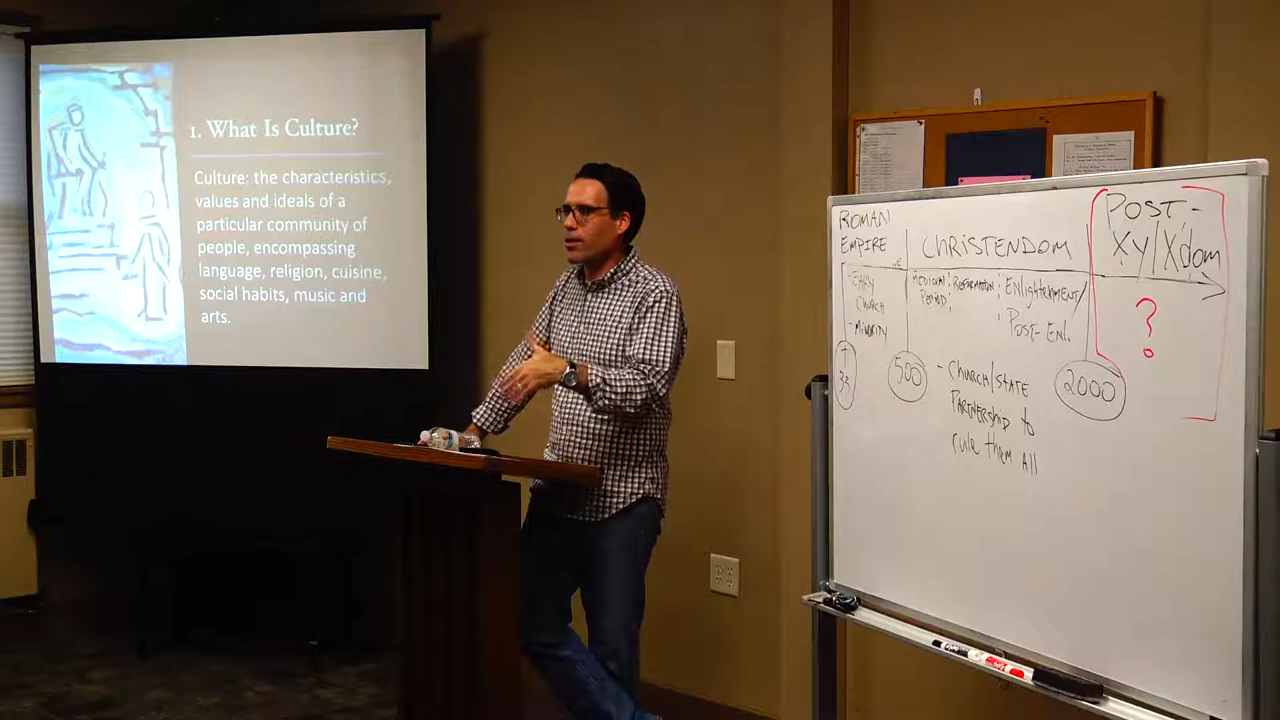 1. What Is Culture?
Culture: the characteristics,
values and ideals of a
particular community of
people, encompassing
language, religion, cuisine,
social habits, music and
arts.
ROMAN
EMPIRE
CHRISTENDOM
POST-
Xy/X'dom
-EARLY
CHURCH
MEDIEVAL
PERIOD
REFORMATION
ENLIGHTENMENT/
POST-ENL.
?
33
500
2000
- CHURCH/STATE
PARTNERSHIP to
rule them All